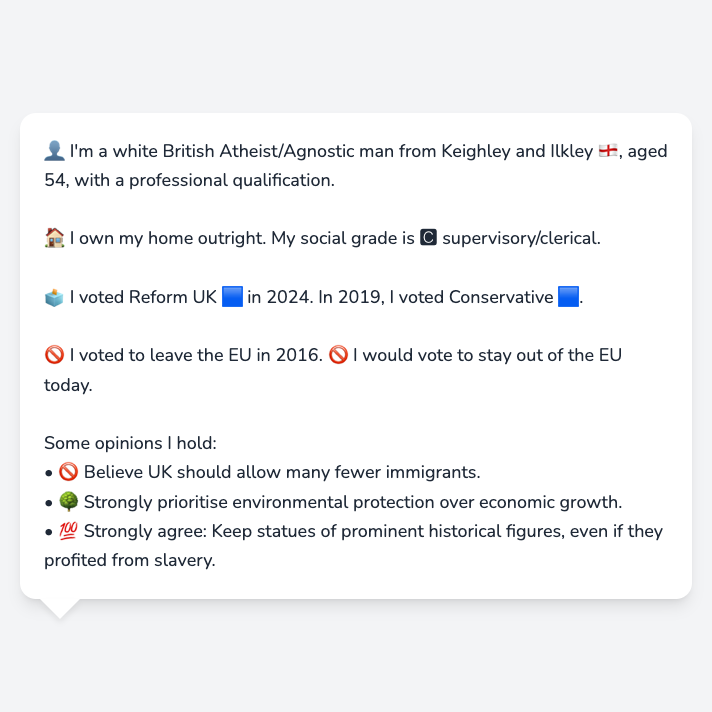 👤 I'm a white British Atheist/Agnostic man from Keighley and Ilkley 🏴󠁧󠁢󠁥󠁮󠁧󠁿, aged
54, with a professional qualification.
🏠 I own my home outright. My social grade is 🅲 supervisory/clerical.
🗳️ I voted Reform UK 🟦 in 2024. In 2019, I voted Conservative 🟦.
🚫 I voted to leave the EU in 2016. 🚫 I would vote to stay out of the EU
today.
Some opinions I hold:
• 🚫 Believe UK should allow many fewer immigrants.
• 🌳 Strongly prioritise environmental protection over economic growth.
• 💯 Strongly agree: Keep statues of prominent historical figures, even if they
profited from slavery.